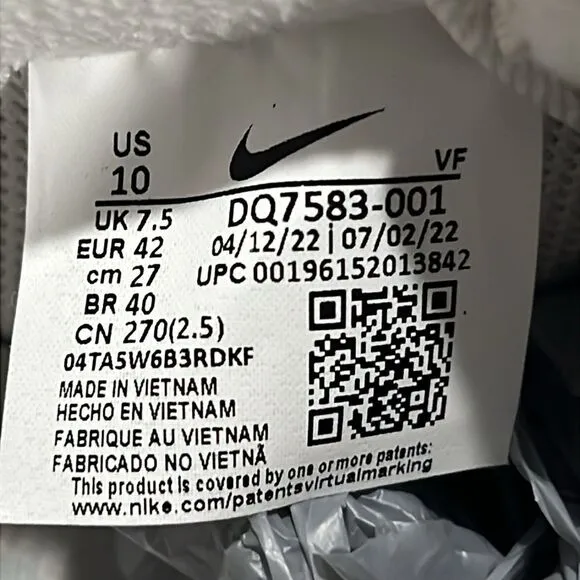 US
10
VF
UK 7.5
DQ7583-001
EUR 42
04/12/22 | 07/02/22
cm 27
UPC 00196152013842
BR 40
CN 270(2.5)
04TA5W6B3RDKF
MADE IN VIETNAM
HECHO EN VIETNAM
FABRIQUE AU VIETNAM
FABRICADO NO VIETNÃ
This product is covered by one or more patents:
www.nike.com/patentsvirtualmarking